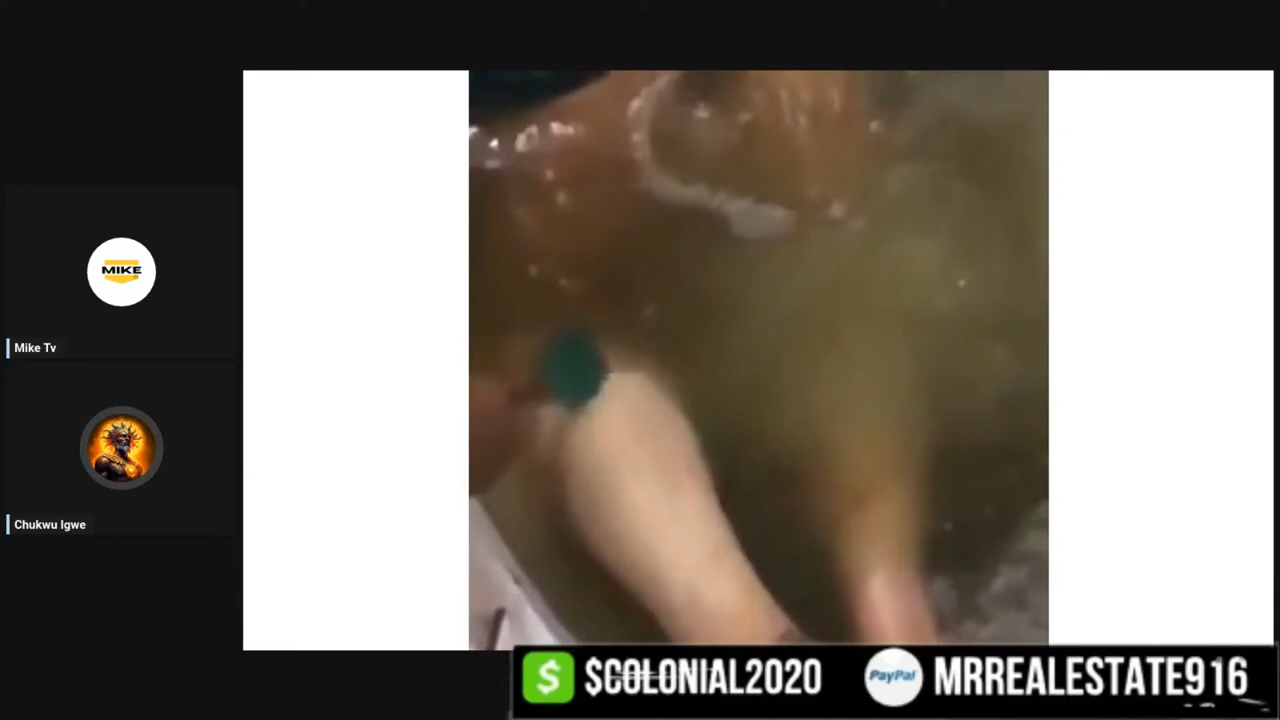 MIKE
Mike Tv
Chukwu Igwe
$ $COLONIAL2020 PayPal MRREALESTATE916